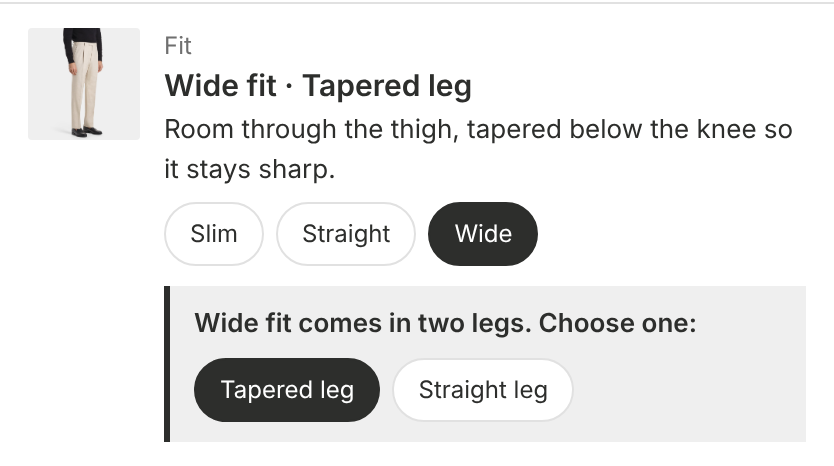 Fit
Wide fit · Tapered leg
Room through the thigh, tapered below the knee so
it stays sharp.
Slim Straight Wide
Wide fit comes in two legs. Choose one:
Tapered leg Straight leg